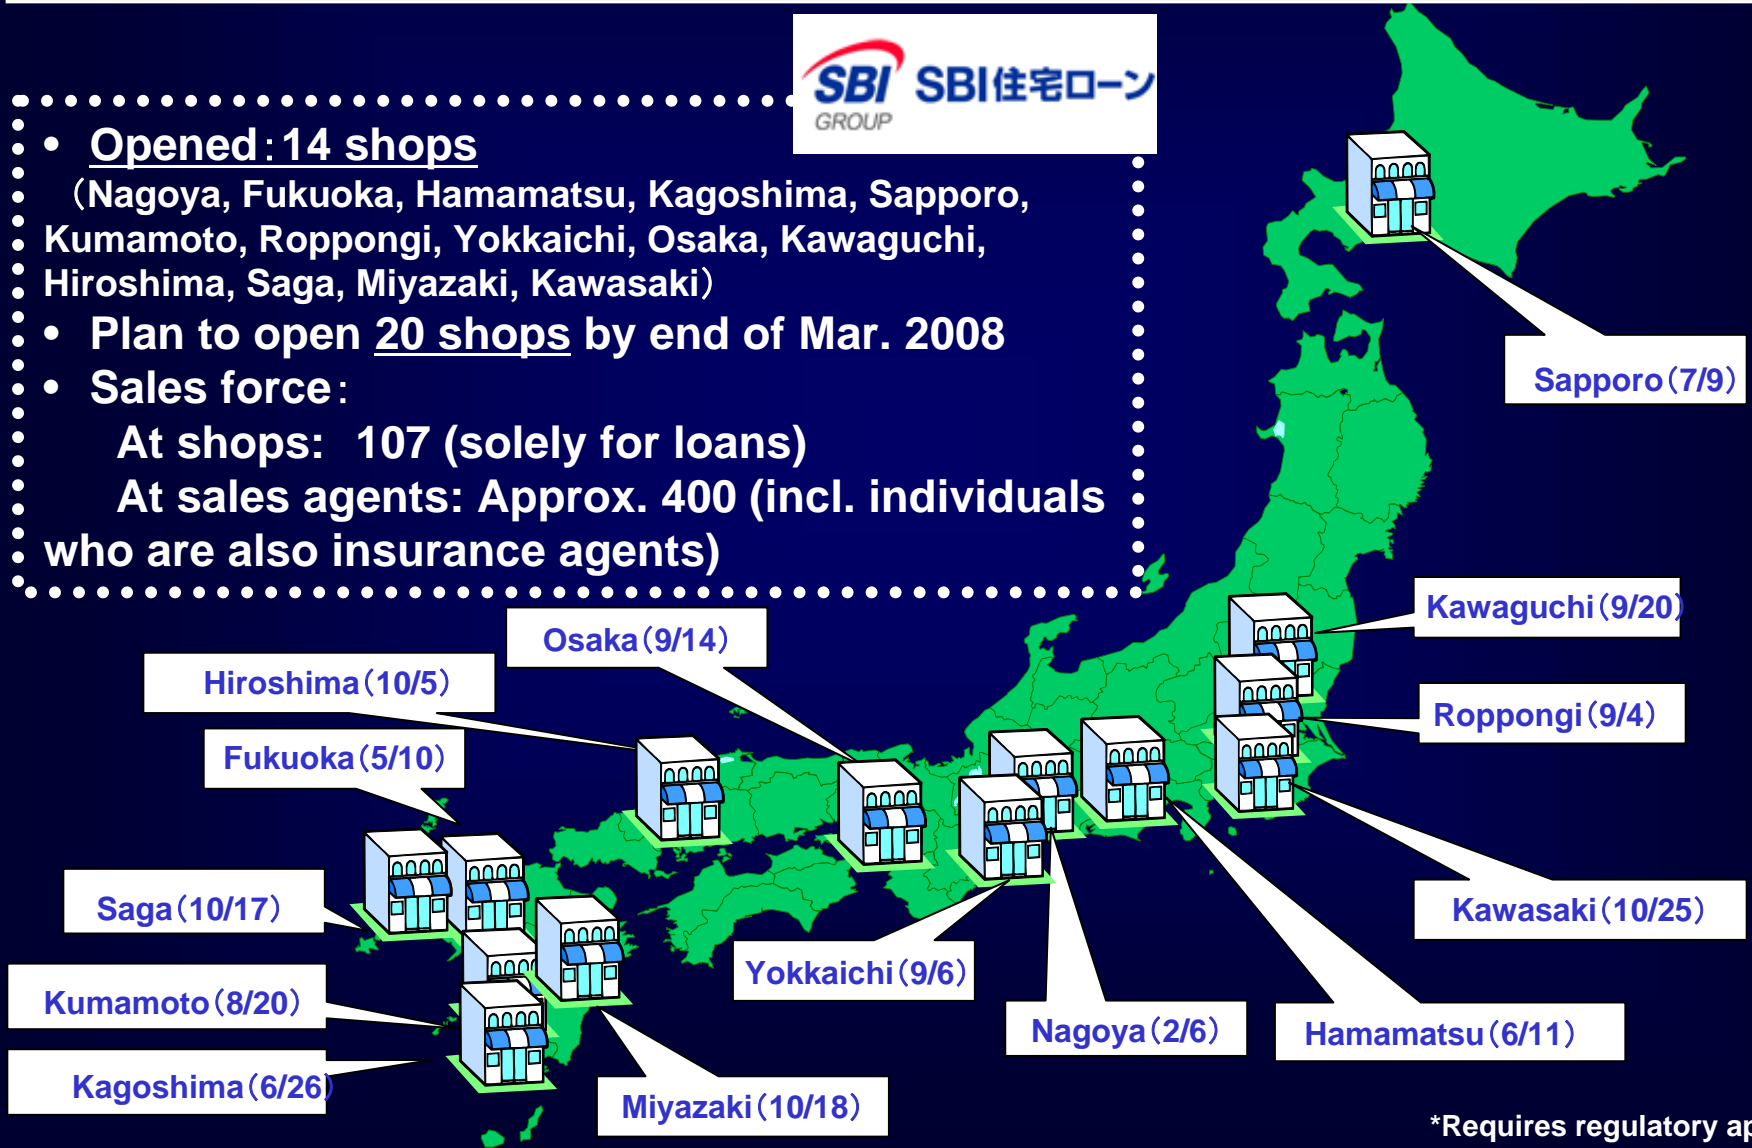 SBI
GROUP
SBI住宅ローン
• Opened:14 shops
(Nagoya, Fukuoka, Hamamatsu, Kagoshima, Sapporo,
Kumamoto, Roppongi, Yokkaichi, Osaka, Kawaguchi,
Hiroshima, Saga, Miyazaki, Kawasaki)
• Plan to open 20 shops by end of Mar. 2008
• Sales force:
At shops: 107 (solely for loans)
At sales agents: Approx. 400 (incl. individuals
who are also insurance agents)
Sapporo(7/9)
Kawaguchi(9/20)
Osaka(9/14)
Hiroshima(10/5)
Roppongi(9/4)
Fukuoka(5/10)
Saga(10/17)
Kawasaki(10/25)
Yokkaichi(9/6)
Kumamoto(8/20)
Nagoya(2/6)
Hamamatsu(6/11)
Kagoshima(6/26)
Miyazaki(10/18)
*Requires regulatory ap